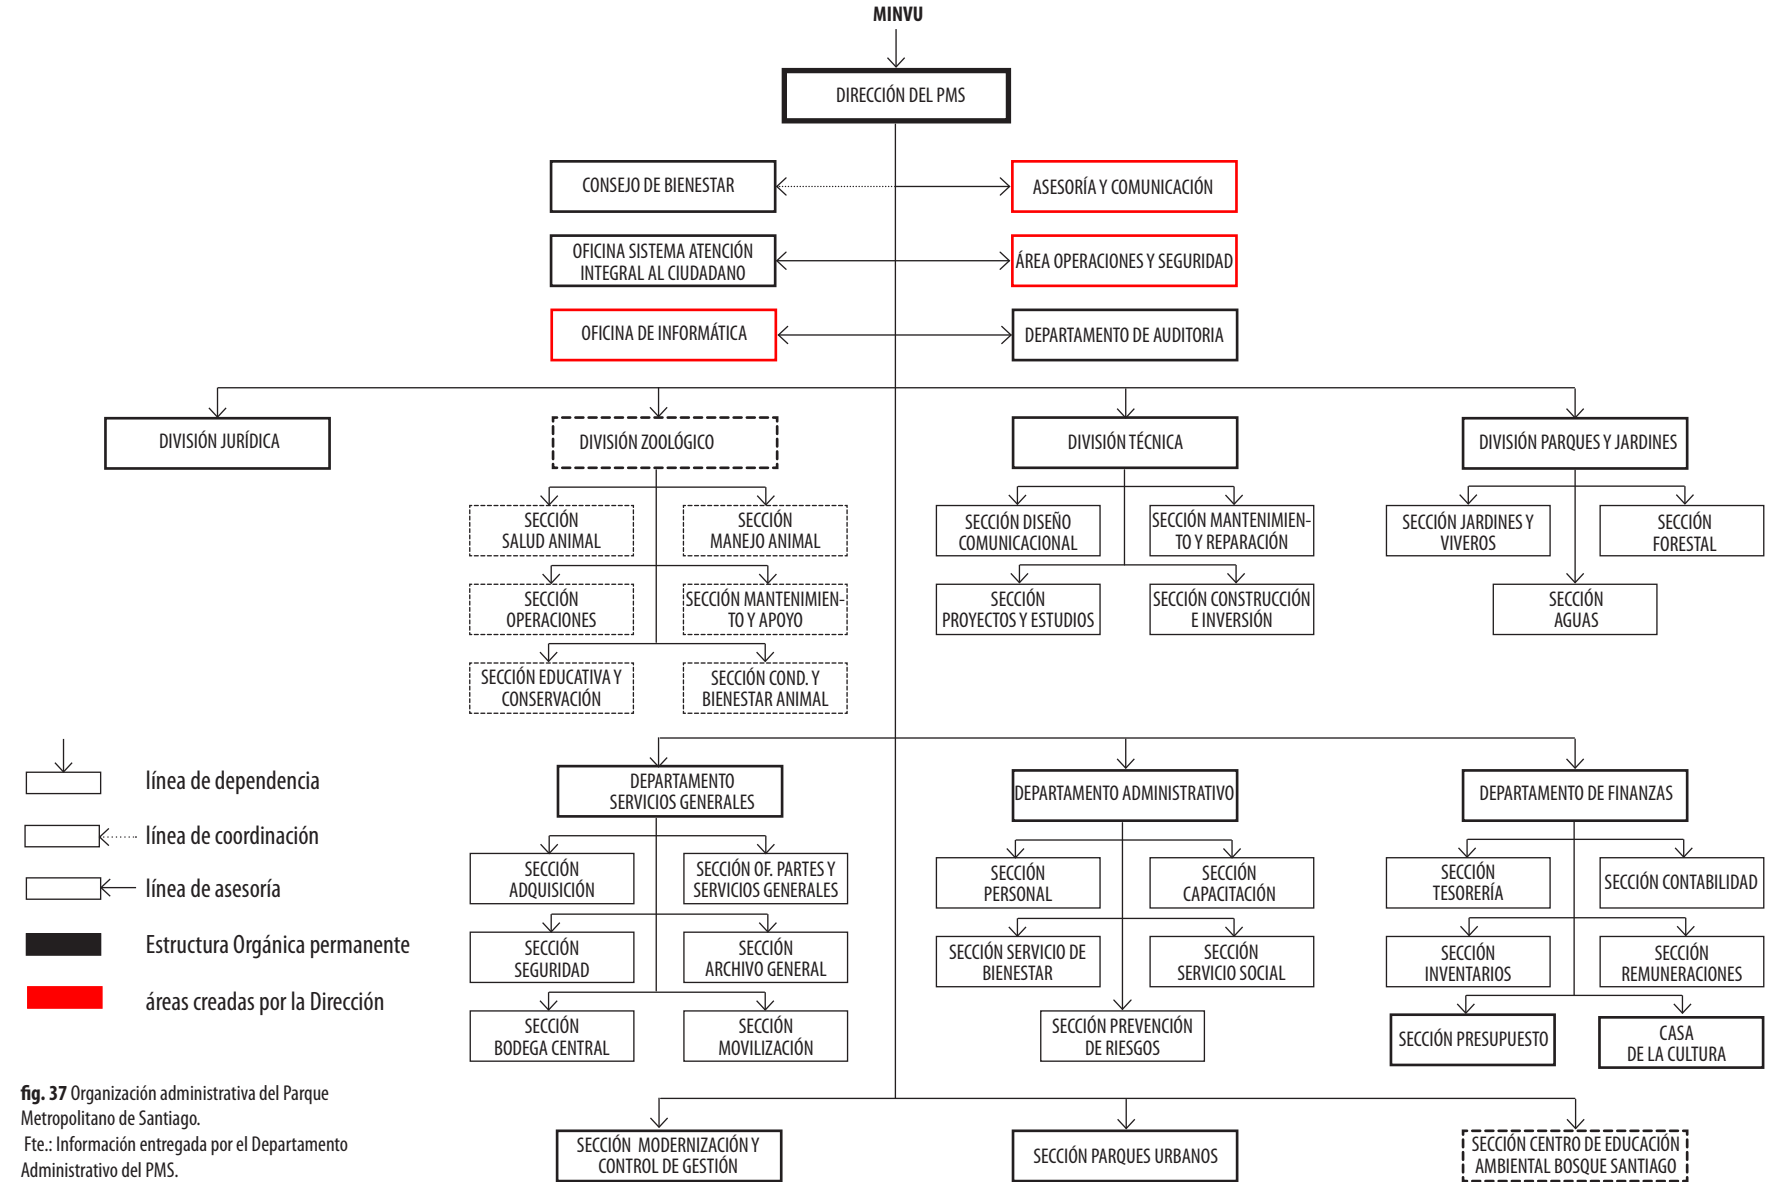 MINVU
DIRECCIÓN DEL PMS
CONSEJO DE BIENESTAR
ASESORÍA Y COMUNICACIÓN
OFICINA SISTEMA ATENCIÓN
INTEGRAL AL CIUDADANO
ÁREA OPERACIONES Y SEGURIDAD
OFICINA DE INFORMÁTICA
DEPARTAMENTO DE AUDITORIA
DIVISIÓN JURÍDICA
DIVISIÓN ZOOLÓGICO
DIVISIÓN TÉCNICA
DIVISIÓN PARQUES Y JARDINES
SECCIÓN
SALUD ANIMAL
SECCIÓN
MANEJO ANIMAL
SECCIÓN
OPERACIONES
SECCIÓN MANTENIMIEN-
TO Y APOYO
SECCIÓN EDUCATIVA Y
CONSERVACIÓN
SECCIÓN COND. Y
BIENESTAR ANIMAL
SECCIÓN DISEÑO
COMUNICACIONAL
SECCIÓN MANTENIMIEN-
TO Y REPARACIÓN
SECCIÓN
PROYECTOS Y ESTUDIOS
SECCIÓN CONSTRUCCIÓN
E INVERSIÓN
SECCIÓN JARDINES Y
VIVEROS
SECCIÓN
FORESTAL
SECCIÓN
AGUAS
DEPARTAMENTO
SERVICIOS GENERALES
DEPARTAMENTO ADMINISTRATIVO
DEPARTAMENTO DE FINANZAS
SECCIÓN
ADQUISICIÓN
SECCIÓN OF. PARTES Y
SERVICIOS GENERALES
SECCIÓN
SEGURIDAD
SECCIÓN
ARCHIVO GENERAL
SECCIÓN
BODEGA CENTRAL
SECCIÓN
MOVILIZACIÓN
SECCIÓN
PERSONAL
SECCIÓN
CAPACITACIÓN
SECCIÓN SERVICIO DE
BIENESTAR
SECCIÓN
SERVICIO SOCIAL
SECCIÓN PREVENCIÓN
DE RIESGOS
SECCIÓN
TESORERÍA
SECCIÓN CONTABILIDAD
SECCIÓN
INVENTARIOS
SECCIÓN
REMUNERACIONES
SECCIÓN PRESUPUESTO
CASA
DE LA CULTURA
SECCIÓN MODERNIZACIÓN Y
CONTROL DE GESTIÓN
SECCIÓN PARQUES URBANOS
SECCIÓN CENTRO DE EDUCACIÓN
AMBIENTAL BOSQUE SANTIAGO
línea de dependencia
línea de coordinación
línea de asesoría
Estructura Orgánica permanente
áreas creadas por la Dirección
fig. 37 Organización administrativa del Parque
Metropolitano de Santiago.
Fte.: Información entregada por el Departamento
Administrativo del PMS.